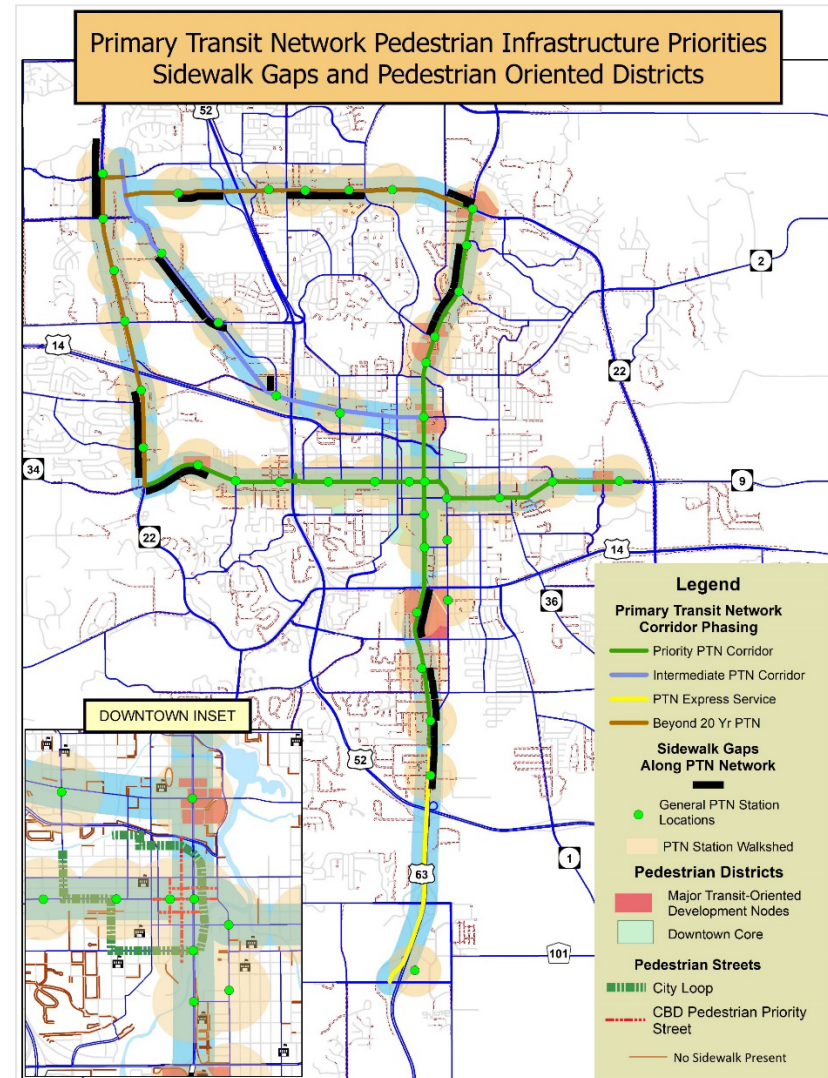 Primary Transit Network Pedestrian Infrastructure Priorities
Sidewalk Gaps and Pedestrian Oriented Districts
52
2
14
22
34
9
22
14
36
52
1
63
101
DOWNTOWN INSET
Legend
Primary Transit Network
Corridor Phasing
Priority PTN Corridor
Intermediate PTN Corridor
PTN Express Service
Beyond 20 Yr PTN
Sidewalk Gaps
Along PTN Network
General PTN Station
Locations
PTN Station Walkshed
Pedestrian Districts
Major Transit-Oriented
Development Nodes
Downtown Core
Pedestrian Streets
City Loop
CBD Pedestrian Priority
Street
No Sidewalk Present